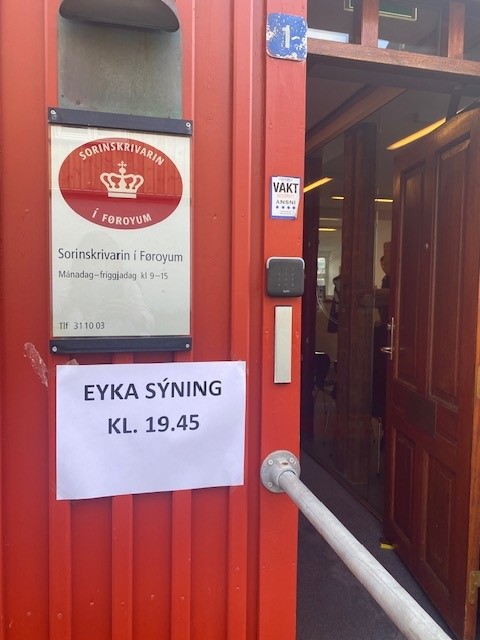 1
SORINSKRIVARIN
Í FØROYUM
Sorinskrivarin í Føroyum
Mánadag-friggjadag kl 9-15
Tlf 31 10 03
VAKT
EYKA SÝNING
KL. 19.45